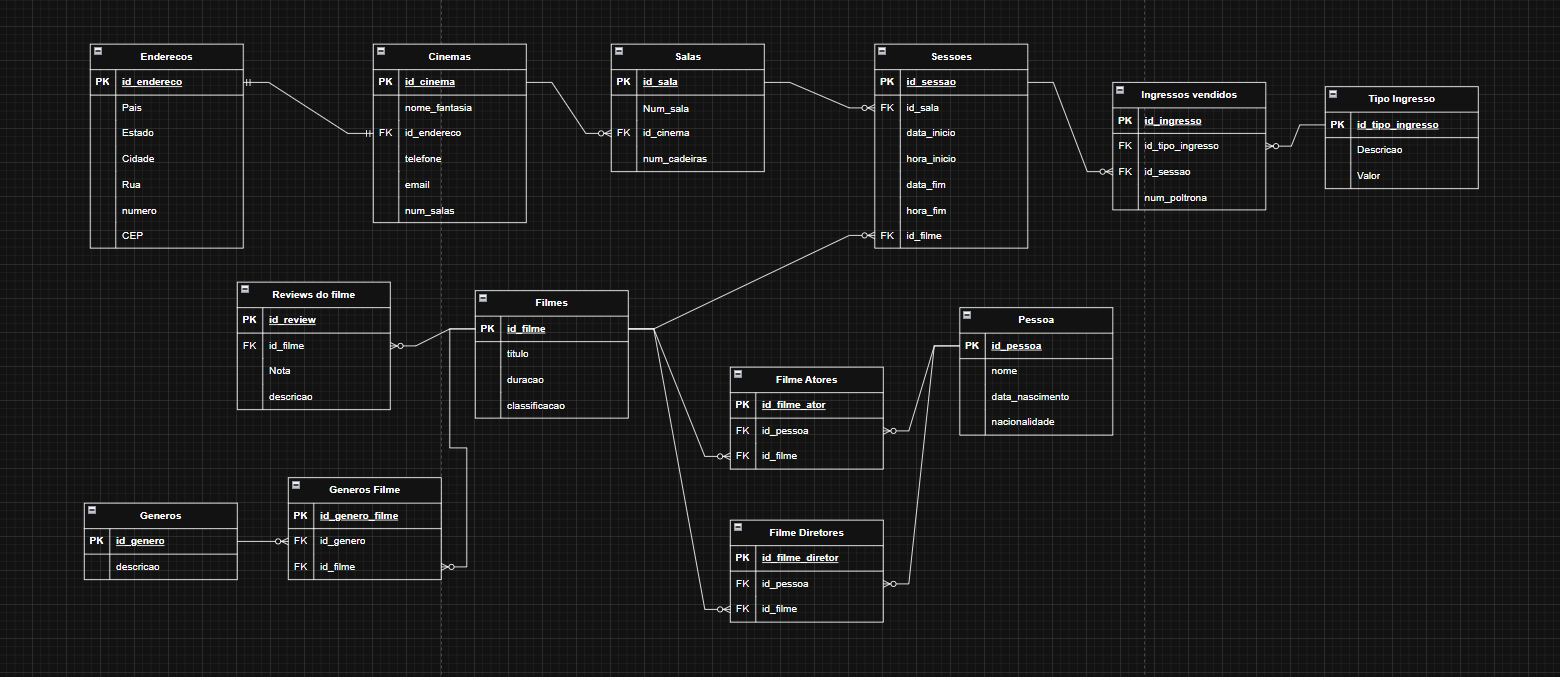 Enderecos
PK id_endereco
Pais
Estado
Cidade
Rua
numero
CEP
Cinemas
PK id_cinema
nome_fantasia
FK id_endereco
telefone
email
num_salas
Salas
PK id_sala
Num_sala
FK id_cinema
num_cadeiras
Sessoes
PK id_sessao
FK id_sala
data_inicio
hora_inicio
data_fim
hora_fim
FK id_filme
Ingressos vendidos
PK id_ingresso
FK id_tipo_ingresso
FK id_sessao
num_poltrona
Tipo Ingresso
PK id_tipo_ingresso
Descricao
Valor
Reviews do filme
PK id_review
FK id_filme
Nota
descricao
Filmes
PK id_filme
titulo
duracao
classificacao
Pessoa
PK id_pessoa
nome
data_nascimento
nacionalidade
Filme Atores
PK id_filme_ator
FK id_pessoa
FK id_filme
Generos
PK id_genero
descricao
Generos Filme
PK id_genero_filme
FK id_genero
FK id_filme
Filme Diretores
PK id_filme_diretor
FK id_pessoa
FK id_filme